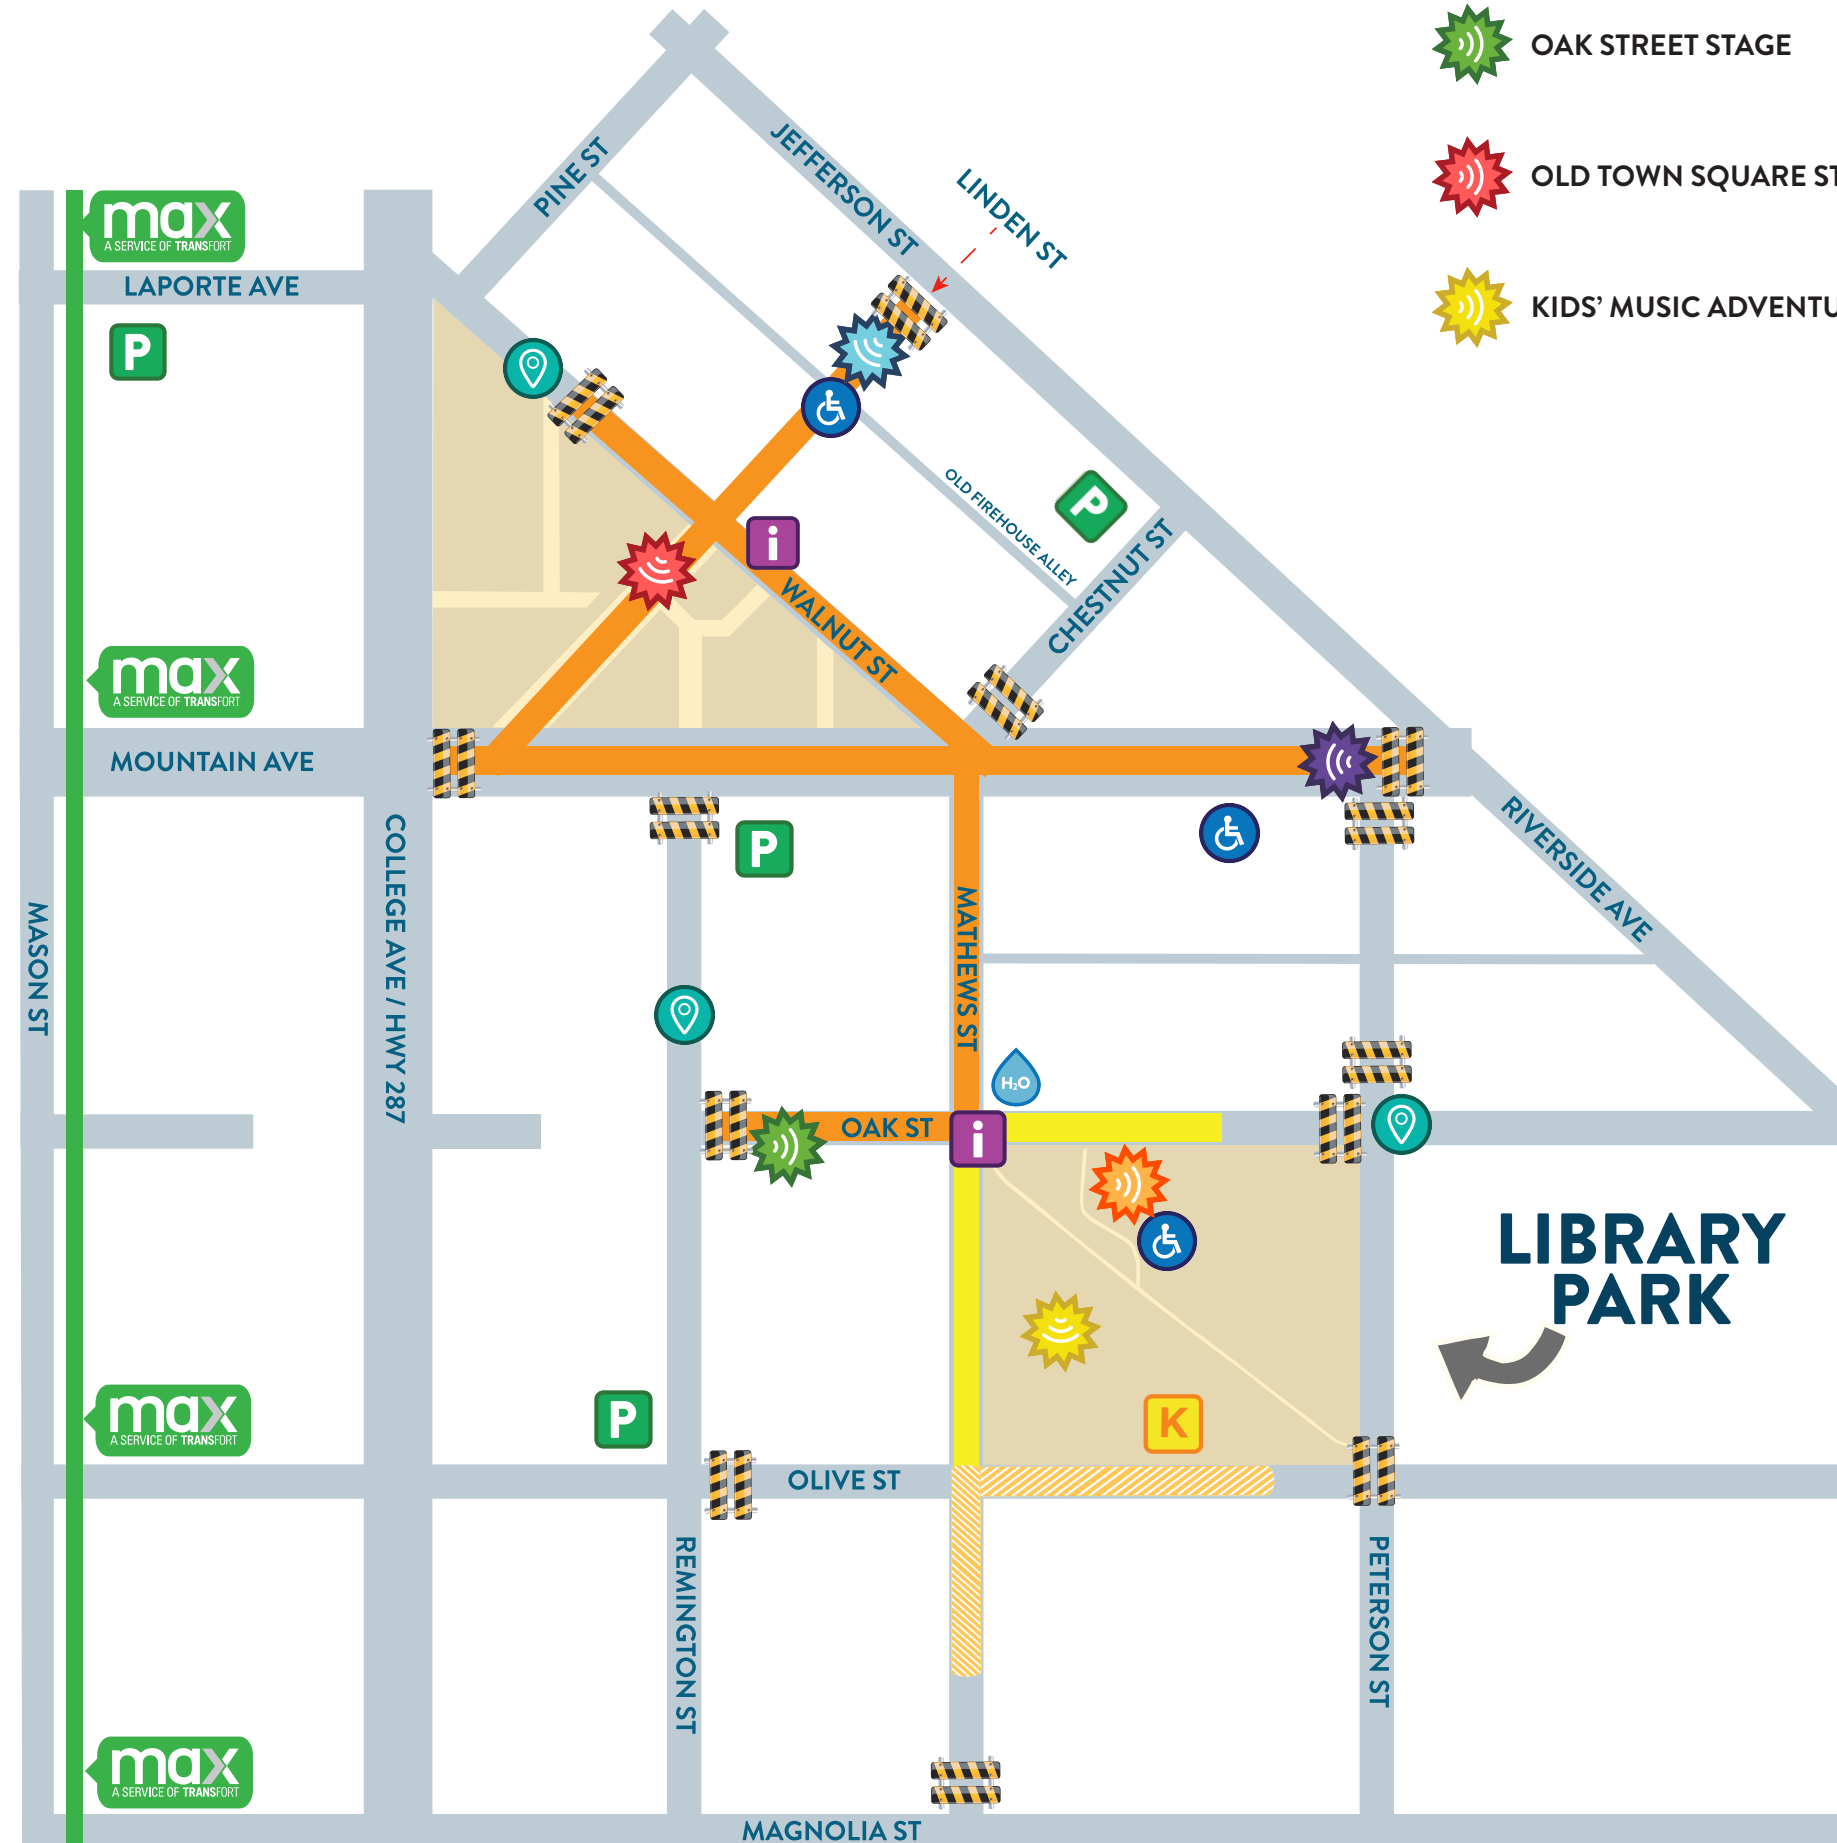 OAK STREET STAGE
OLD TOWN SQUARE ST
KIDS’ MUSIC ADVENTU
PINE ST
JEFFERSON ST
LINDEN ST
max
A SERVICE OF TRANSFORT
LAPORTE AVE
P
OLD FIREHOUSE ALLEY
P
CHESTNUT ST
i
WALNUT ST
max
A SERVICE OF TRANSFORT
MOUNTAIN AVE
P
RIVERSIDE AVE
COLLEGE AVE / HWY 287
MASON ST
MATHEWS ST
H₂O
OAK ST
i
LIBRARY
PARK
max
A SERVICE OF TRANSFORT
P
K
OLIVE ST
REMINGTON ST
PETERSON ST
max
A SERVICE OF TRANSFORT
MAGNOLIA ST